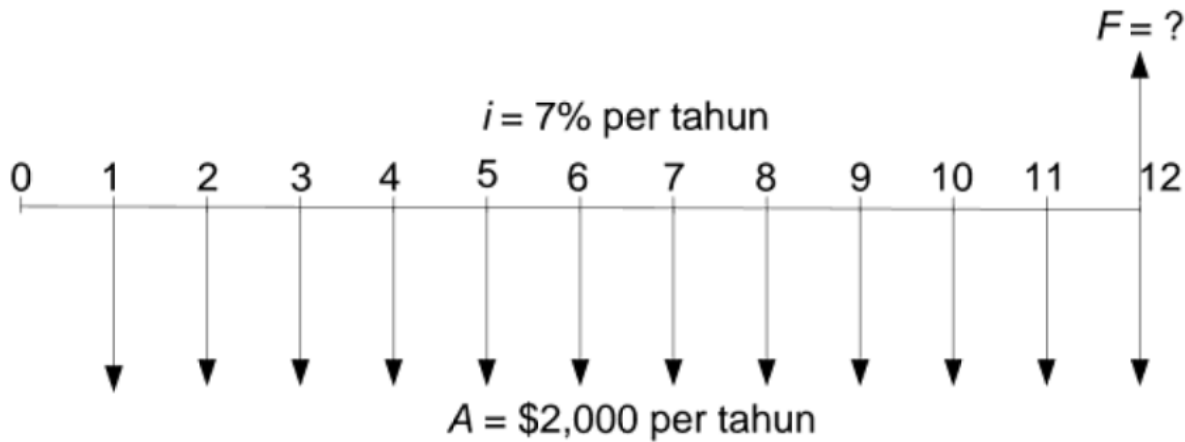 F = ?
i = 7% per tahun
0 1 2 3 4 5 6 7 8 9 10 11 12
A = $2,000 per tahun